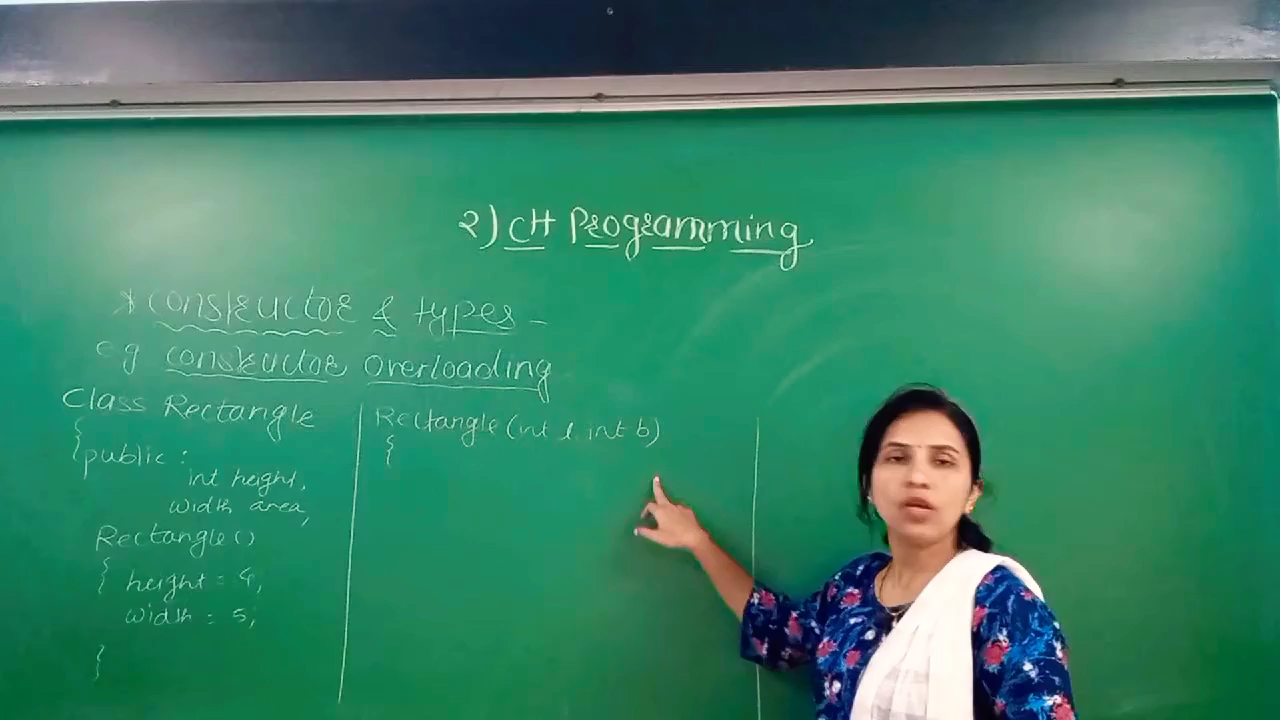 2) C++ Programming
* Constructor & types -
e.g Constructor Overloading
Class Rectangle
{
public:
int height,
width area,
Rectangle()
{ height = 4;
width = 5;
}
Rectangle (int l, int b)
{